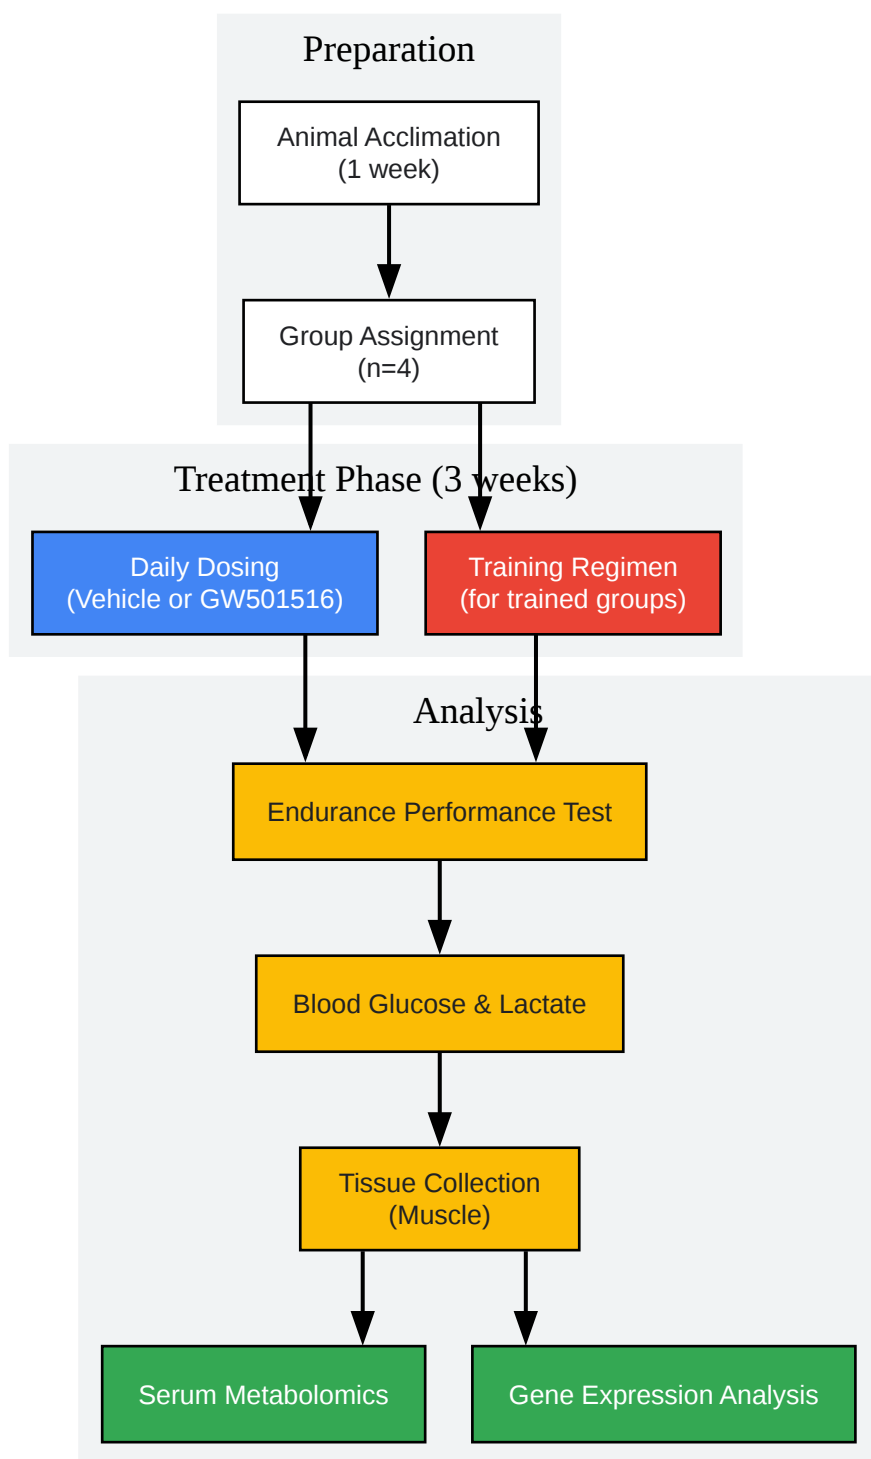 Preparation
Animal Acclimation
(1 week)
Group Assignment
(n=4)
Treatment Phase (3 weeks)
Daily Dosing
(Vehicle or GW501516)
Training Regimen
(for trained groups)
Analysis
Endurance Performance Test
Blood Glucose & Lactate
Tissue Collection
(Muscle)
Serum Metabolomics
Gene Expression Analysis